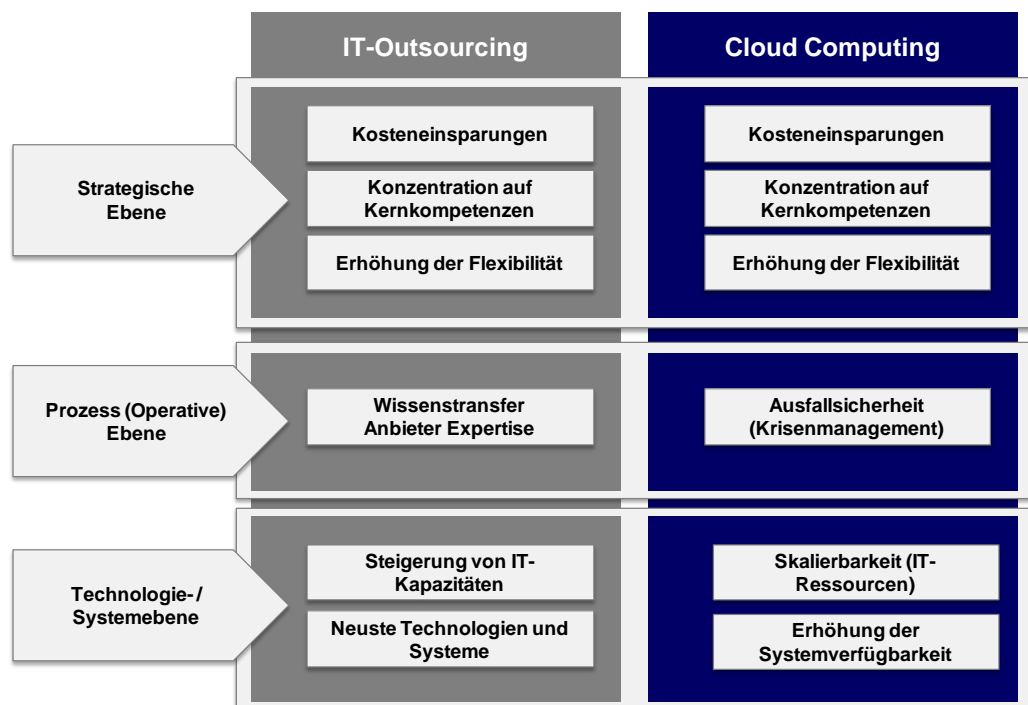 IT-Outsourcing
Cloud Computing
Strategische
Ebene
Kosteneinsparungen
Konzentration auf
Kernkompetenzen
Erhöhung der Flexibilität
Kosteneinsparungen
Konzentration auf
Kernkompetenzen
Erhöhung der Flexibilität
Prozess (Operative)
Ebene
Wissenstransfer
Anbieter Expertise
Ausfallsicherheit
(Krisenmanagement)
Technologie- /
Systemebene
Steigerung von IT-
Kapazitäten
Neuste Technologien und
Systeme
Skalierbarkeit (IT-
Ressourcen)
Erhöhung der
Systemverfügbarkeit